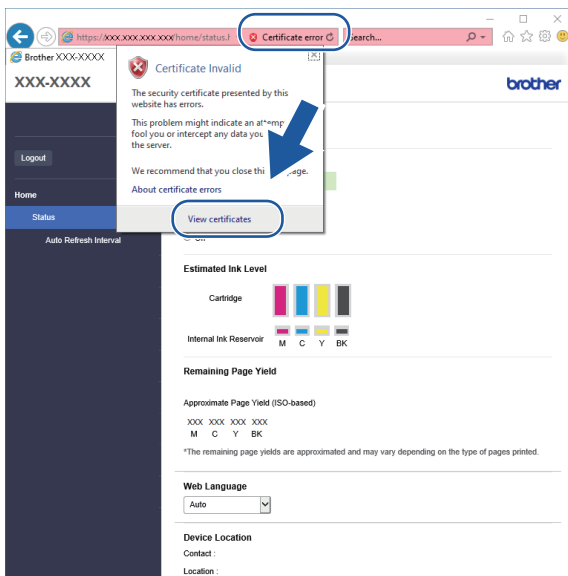 https://xxx.xxx.xxx.xxx/home/status.
Certificate error
Search...
Brother XXX-XXXX
XXX-XXXX
brother
Certificate Invalid
The security certificate presented by this
website has errors.
This problem might indicate an
fool you or intercept any data you
the server.
We recommend that you close
About certificate errors
View certificates
Logout
Home
Status
Auto Refresh Interval
Estimated Ink Level
Cartridge
Internal Ink Reservoir
M C Y BK
Remaining Page Yield
Approximate Page Yield (ISO-based)
XXX XXX XXX XXX
M C Y BK
*The remaining page yields are approximated and may vary depending on the type of pages printed.
Web Language
Auto
Device Location
Contact :
Location :